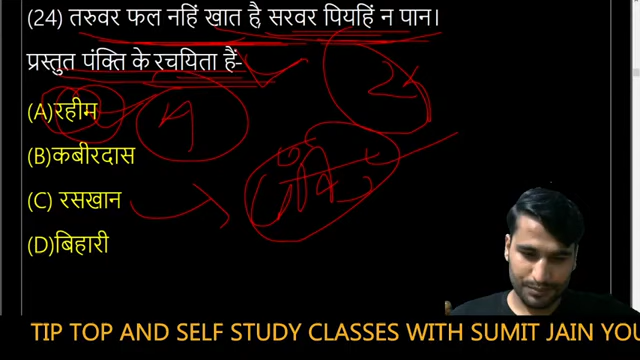 (24) तरुवर फल नहिं खात है सरवर पियहिं न पान।
प्रस्तुत पंक्ति के रचयिता हैं-
(A)रहीम
(B)कबीरदास
(C) रसखान
(D)बिहारी
TIP TOP AND SELF STUDY CLASSES WITH SUMIT JAIN YOU